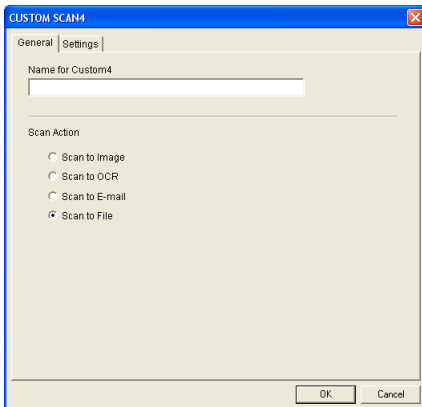 CUSTOM SCAN4
General Settings
Name for Custom4
Scan Action
Scan to Image
Scan to OCR
Scan to E-mail
Scan to File
OK Cancel